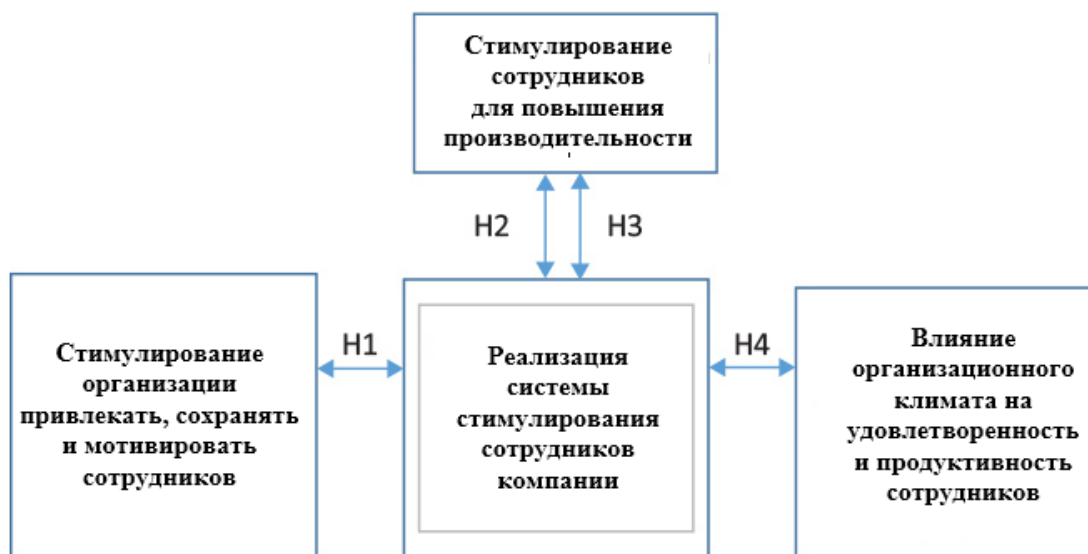 Стимулирование
сотрудников
для повышения
производительности
H2
H3
Стимулирование
организации
привлекать, сохранять
и мотивировать
сотрудников
H1
Реализация
системы
стимулирования
сотрудников
компании
H4
Влияние
организационного
климата на
удовлетворенность
и продуктивность
сотрудников